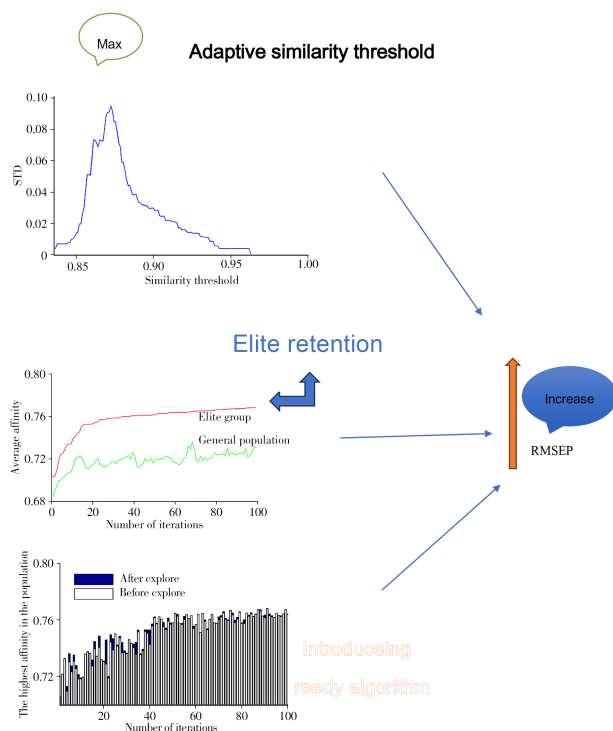 Max
Adaptive similarity threshold
0.10
0.08
0.06
0.04
0.02
0
STD
0.85
0.90
0.95
1.00
Similarity threshold
Elite retention
0.80
0.76
0.72
0.68
Average affinity
Elite group
General population
0
20
40
60
80
100
Number of iterations
Increase
RMSEP
0.80
0.76
0.72
The highest affinity in the population
After cxplore
Before cxplore
20
40
60
80
100
Number of iterations
Introduceing
reedy algorithm